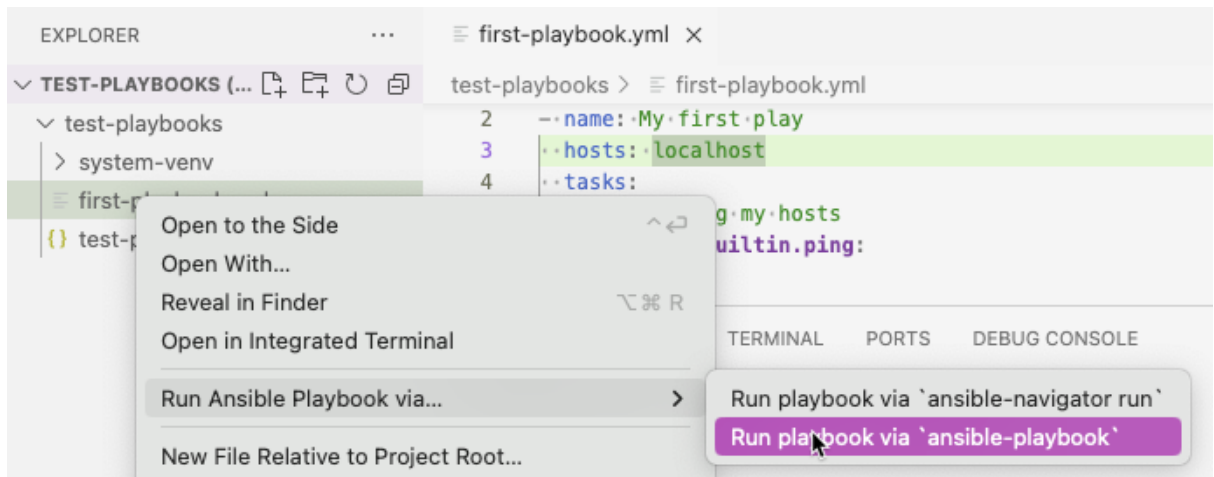 EXPLORER ···
first-playbook.yml ×
TEST-PLAYBOOKS (...
test-playbooks > first-playbook.yml
test-playbooks
system-venv
first-p
{} test-p
2 - name: My first play
3 hosts: localhost
4 tasks:
g my hosts
uiltin.ping:
Open to the Side ^⏎
Open With...
Reveal in Finder ⌥⌘ R
Open in Integrated Terminal
Run Ansible Playbook via... >
New File Relative to Project Root...
TERMINAL PORTS DEBUG CONSOLE
Run playbook via `ansible-navigator run`
Run playbook via `ansible-playbook`